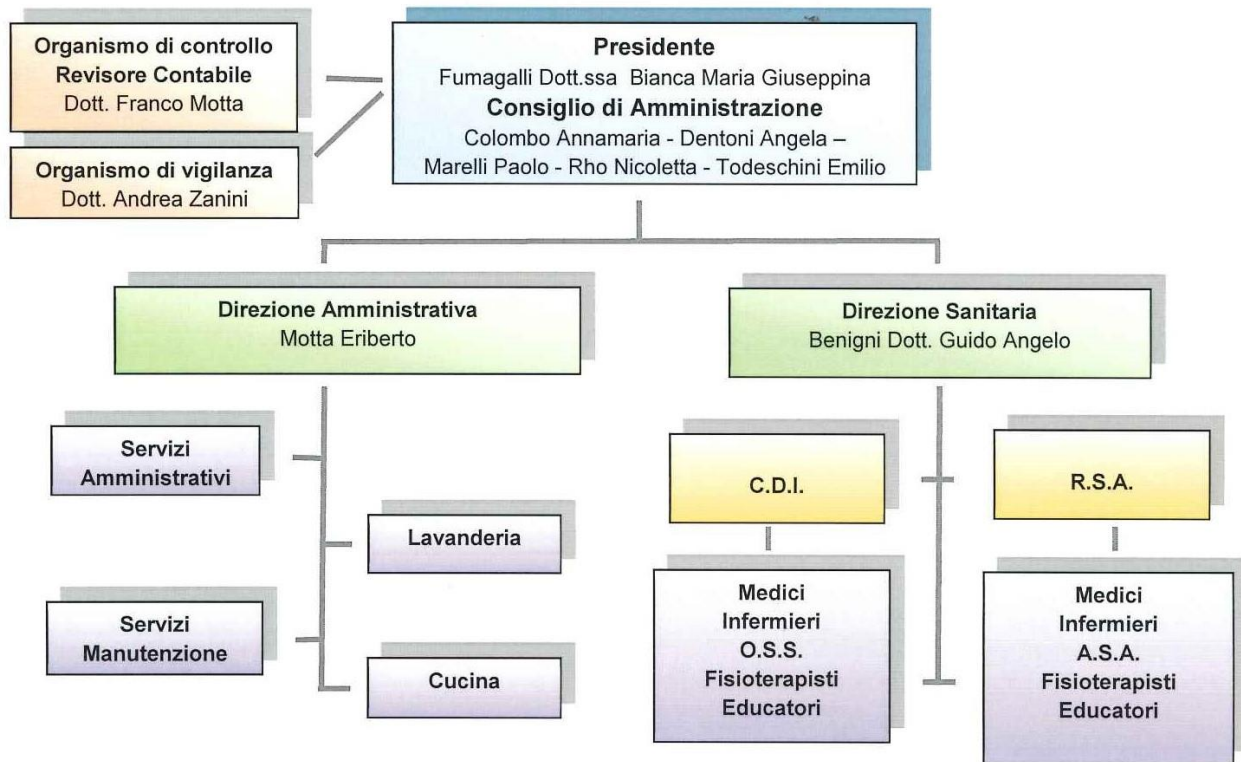 Organismo di controllo
Revisore Contabile
Dott. Franco Motta
Organismo di vigilanza
Dott. Andrea Zanini
Presidente
Fumagalli Dott.ssa Bianca Maria Giuseppina
Consiglio di Amministrazione
Colombo Annamaria - Dentoni Angela –
Marelli Paolo - Rho Nicoletta - Todeschini Emilio
Direzione Amministrativa
Motta Eriberto
Direzione Sanitaria
Benigni Dott. Guido Angelo
Servizi
Amministrativi
Lavanderia
Servizi
Manutenzione
Cucina
C.D.I.
R.S.A.
Medici
Infermieri
O.S.S.
Fisioterapisti
Educatori
Medici
Infermieri
A.S.A.
Fisioterapisti
Educatori